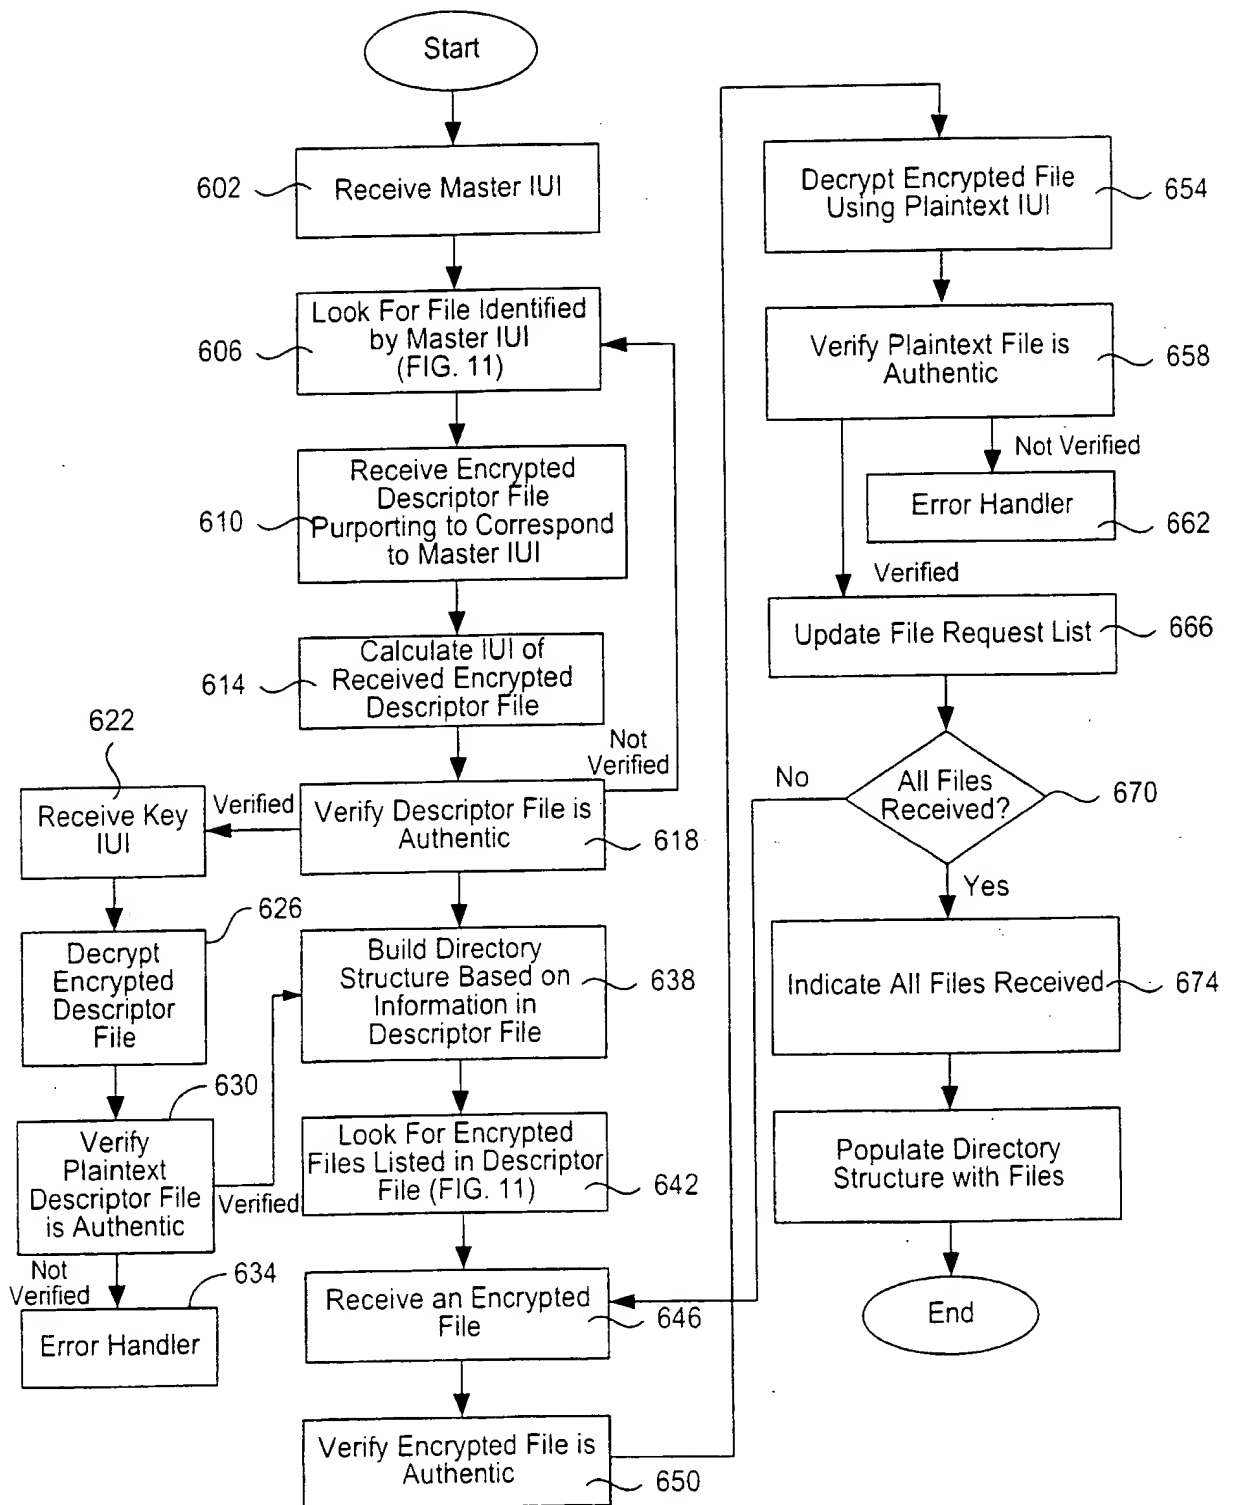 Start
602
Receive Master IUI
606
Look For File Identified
by Master IUI
(FIG. 11)
610
Receive Encrypted
Descriptor File
Purporting to Correspond
to Master IUI
614
Calculate IUI of
Received Encrypted
Descriptor File
Not
Verified
618
Verify Descriptor File is
Authentic
Verified
622
Receive Key
IUI
626
Decrypt
Encrypted
Descriptor
File
630
Verify
Plaintext
Descriptor File
is Authentic
Verified
Not
Verified
634
Error Handler
Build Directory
Structure Based on
Information in
Descriptor File
638
Look For Encrypted
Files Listed in Descriptor
File (FIG. 11)
642
Receive an Encrypted
File
646
Verify Encrypted File is
Authentic
650
Decrypt Encrypted File
Using Plaintext IUI
654
Verify Plaintext File is
Authentic
658
Not Verified
Error Handler
662
Verified
Update File Request List
666
All Files
Received?
670
No
Yes
Indicate All Files Received
674
Populate Directory
Structure with Files
End